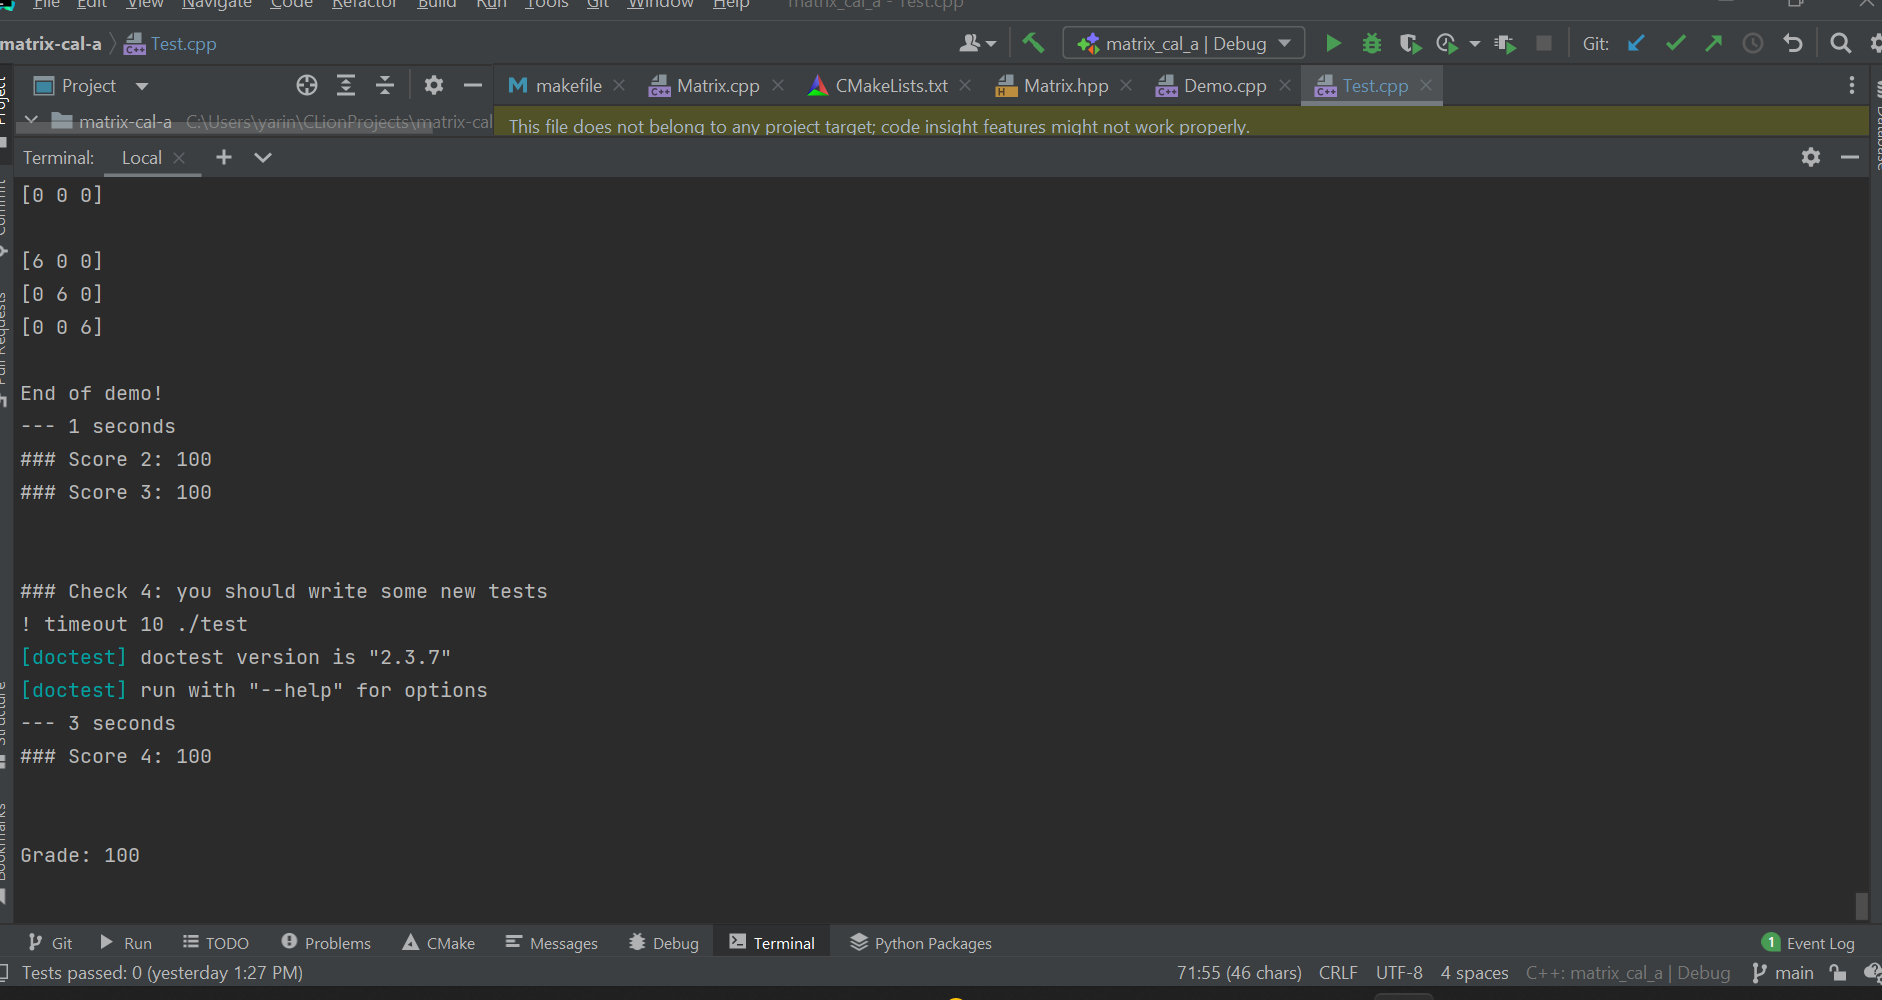 File Edit View Navigate Code Refactor Build Run Tools Git Window Help matrix_cal_a - Test.cpp
matrix-cal-a Test.cpp matrix_cal_a | Debug Git:
Project makefile Matrix.cpp CMakeLists.txt Matrix.hpp Demo.cpp Test.cpp
matrix-cal-a C:\Users\yarin\CLionProjects\matrix-cal
This file does not belong to any project target; code insight features might not work properly.
Terminal: Local
[0 0 0]
[6 0 0]
[0 6 0]
[0 0 6]
End of demo!
--- 1 seconds
### Score 2: 100
### Score 3: 100
### Check 4: you should write some new tests
! timeout 10 ./test
[doctest] doctest version is "2.3.7"
[doctest] run with "--help" for options
--- 3 seconds
### Score 4: 100
Grade: 100
Project
Commit
Pull Requests
Structure
Bookmarks
Database
Git Run TODO Problems CMake Messages Debug Terminal Python Packages 1 Event Log
Tests passed: 0 (yesterday 1:27 PM) 71:55 (46 chars) CRLF UTF-8 4 spaces C++: matrix_cal_a | Debug main